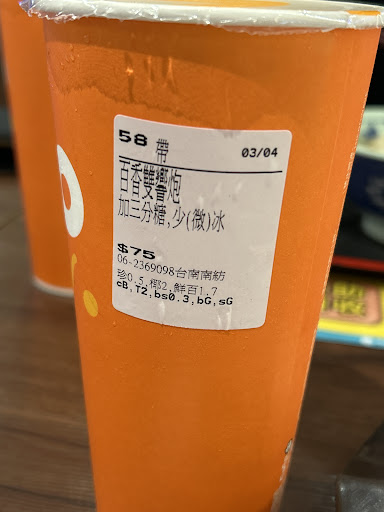 58 帶 03/04
百香雙響炮
加三分糖,少(微)冰
$75
06-2369098台南南紡
珍0.5,椰2,鮮百1.7
cB,T2,bs0.3,bG,sG